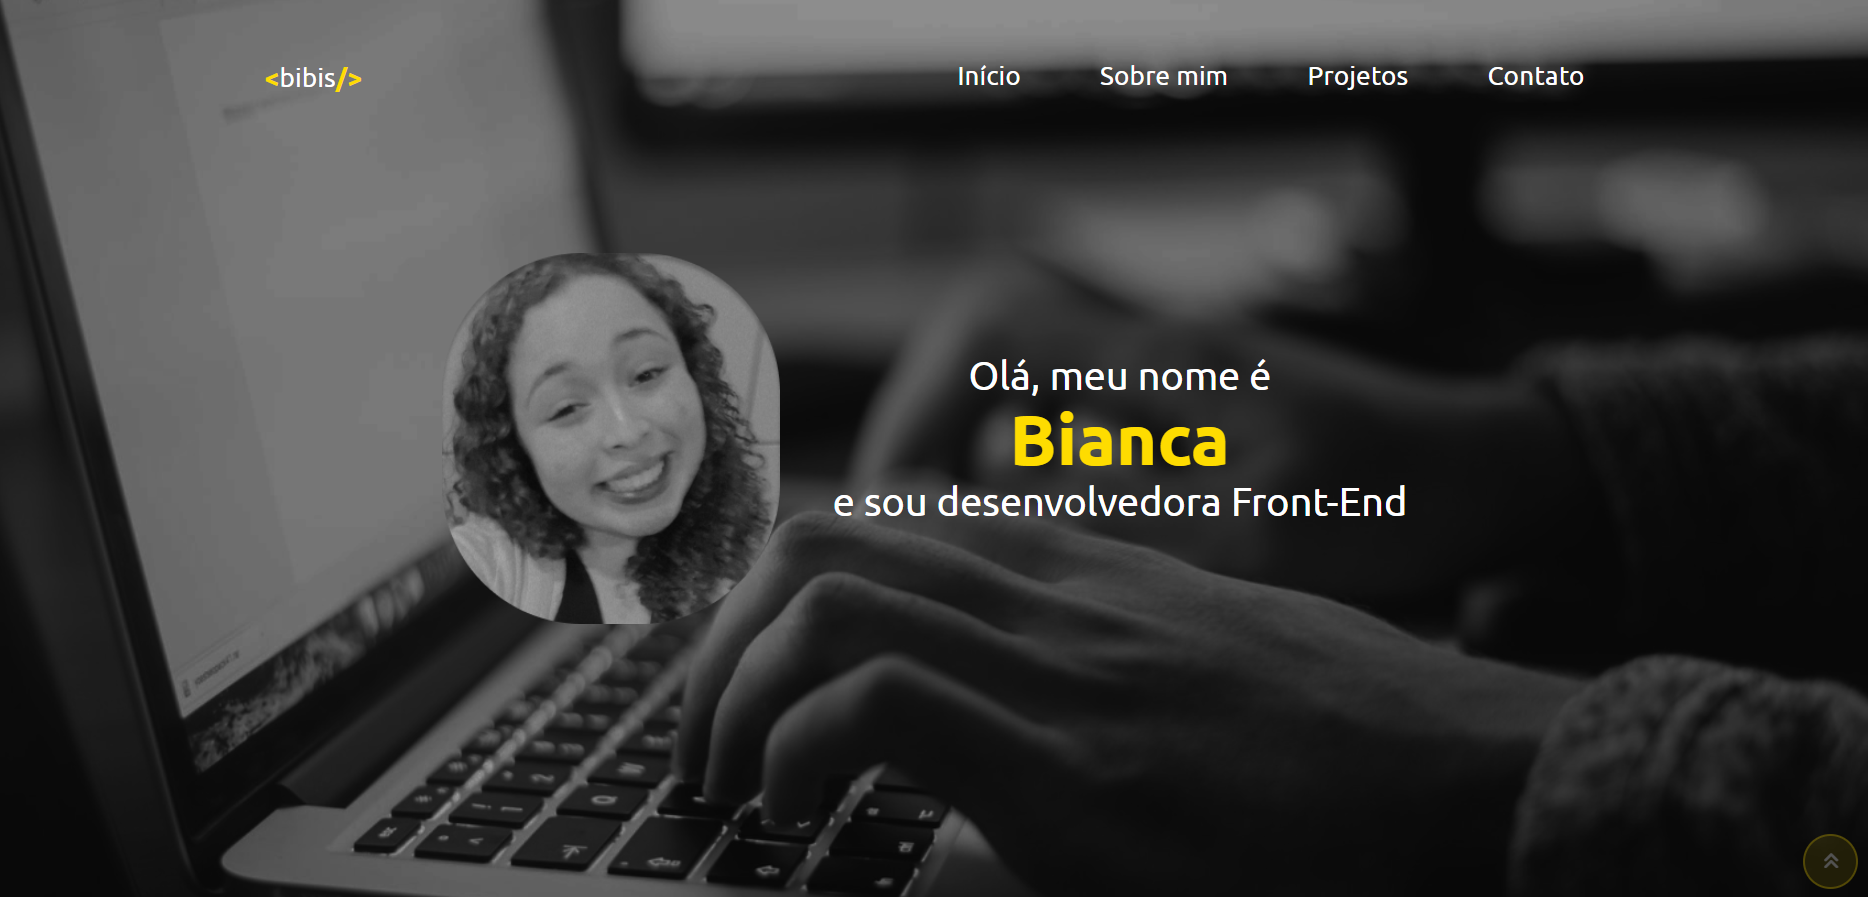 <bibis/>
Início Sobre mim Projetos Contato
Olá, meu nome é
Bianca
e sou desenvolvedora Front-End